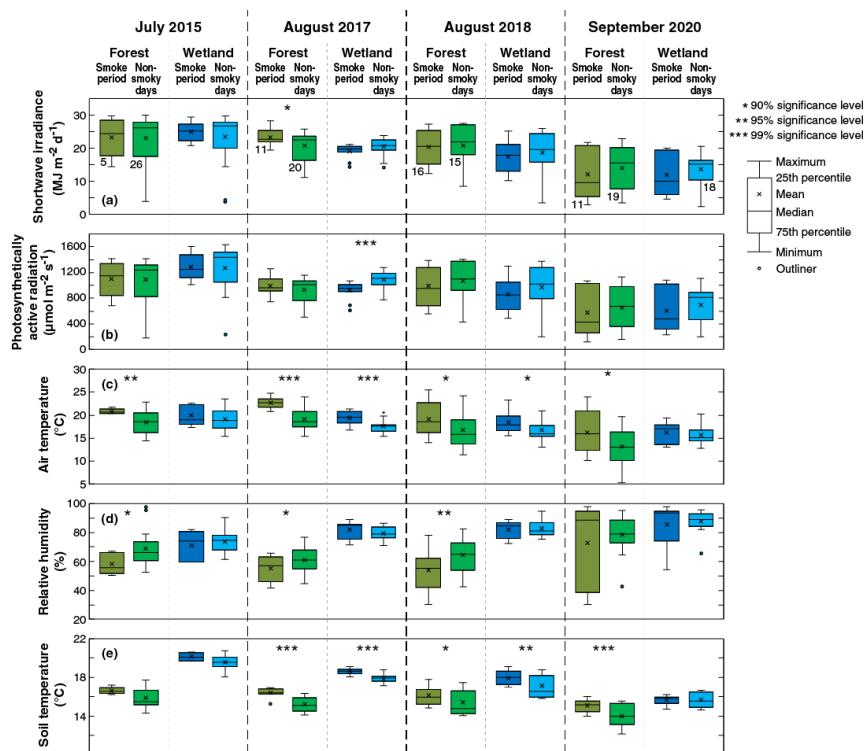 July 2015 August 2017 August 2018 September 2020
Forest Wetland Forest Wetland Forest Wetland Forest Wetland
Smoke period Non-smoky days Smoke period Non-smoky days Smoke period Non-smoky days Smoke period Non-smoky days Smoke period Non-smoky days Smoke period Non-smoky days Smoke period Non-smoky days Smoke period Non-smoky days
* 90% significance level
** 95% significance level
*** 99% significance level
Maximum
25th percentile
Mean
Median
75th percentile
Minimum
Outliner
Shortwave irradiance
(MJ m-2 d-1)
30
20
10
0
(a)
*
5 26 11 20 16 15 11 19 18
Photosynthetically
active radiation
(µmol m-2 s-1)
1600
1200
800
400
0
(b)
***
Air temperature
(°C)
30
25
20
15
10
5
(c)
** *** *** * * *
Relative humidity
(%)
100
80
60
40
20
0
(d)
* * **
Soil temperature
(°C)
22
18
14
(e)
*** *** * ** ***